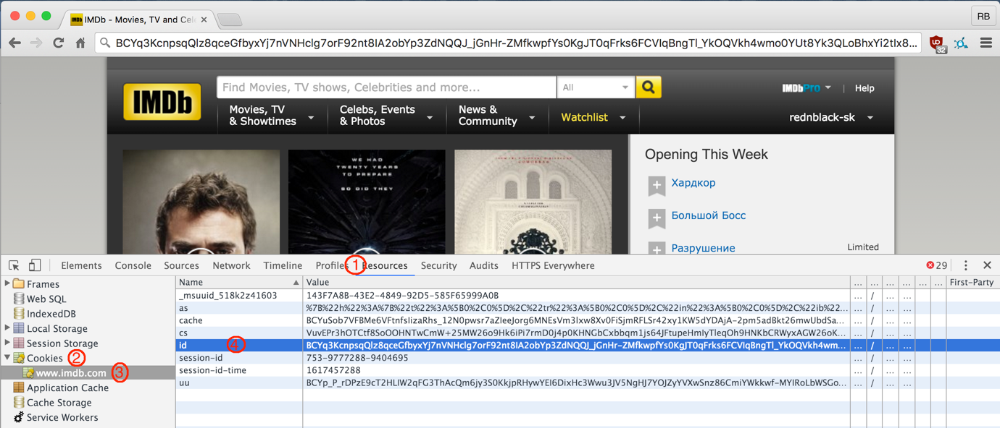 IMDb - Movies, TV and Cel
RB
BCYq3KcnpsqQlz8qceGfbyxYj7nVNHclg7orF92nt8IA2obYp3ZdNQQJ_jGnHr-ZMfkwpfYs0KgJT0qFrks6FCVIqBngTl_YkOQVkh4wmo0YUt8Yk3QLoBhxYi2tIx8...
32
IMDb
Find Movies, TV shows, Celebrities and more...
All
IMDbPro
Help
Movies, TV
& Showtimes
Celebs, Events
& Photos
News &
Community
Watchlist
rednblack-sk
WE HAD
TWENTY YEARS
TO PREPARE
SO DID THEY
Opening This Week
Хардкор
Большой Босс
Разрушение
Limited
Elements Console Sources Network Timeline Profiles 1 Resources Security Audits HTTPS Everywhere 29
Frames
Web SQL
IndexedDB
Local Storage
Session Storage
Cookies 2
www.imdb.com 3
Application Cache
Cache Storage
Service Workers
Name Value ... ... ... ... ... ... First-Party
_msuuid_518k2z41603 143F7A8B-43E2-4849-92D5-585F65999A0B ... / ... ...
as %7B%22h%22%3A%7B%22t%22%3A%5B0%2C0%5D%2C%22tr%22%3A%5B0%2C0%5D%2C%22in%22%3A%5B0%2C0%5D%2C%22ib%22... ... / ... ...
cache BCYuSob7VFBMe6VFtnfsIizaRhs_12N0pwsr7aZleeJorg6MNEsVm3lxw8Xv0FiSjmRFLSr42xy1KW5dYDAjA-2pm5adBkt26mwUbdSa... ... / ... ...
cs VuvEPr3hOTCtf8SoOOHNTwCmW+25MW26o9Hk6iPi7rmD0j4p0KHNGbCxbbqm1js64JFtupeHmlyTleqOh9HNKbCRWyxAGW26oK... ... / ... ...
id 4 BCYq3KcnpsqQlz8qceGfbyxYj7nVNHclg7orF92nt8IA2obYp3ZdNQQJ_jGnHr-ZMfkwpfYs0KgJT0qFrks6FCVIqBngTl_YkOQVkh4wm... ... / ... ...
session-id 753-9777288-9404695 ... / ... ...
session-id-time 1617457288 ... / ... ...
uu BCYp_P_rDPzE9cT2HLIW2qFG3ThAcQm6jy3S0KkjpRHywYEl6DixHc3Wwu3JV5NgHJ7YOJZyYVXwSnz86CmiYWkkwf-MYIRoLbWSGo... ... / ... ...